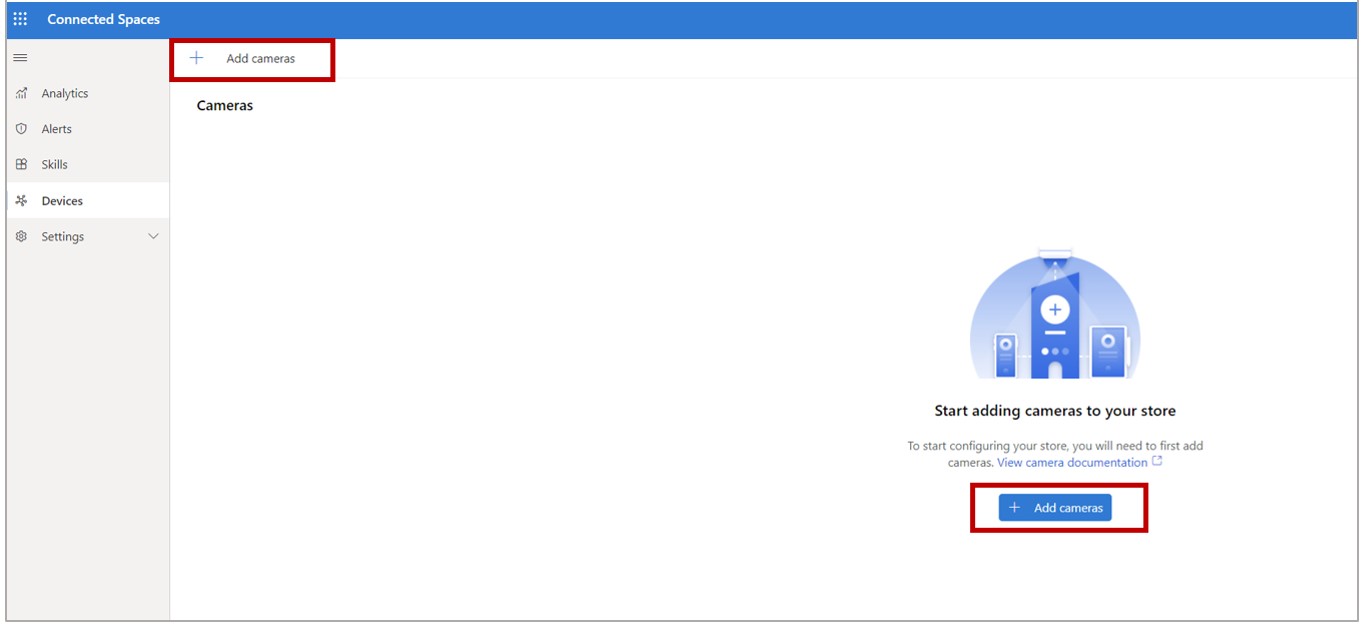 Connected Spaces
Add cameras
Analytics
Cameras
Alerts
Skills
Devices
Settings
Start adding cameras to your store
To start configuring your store, you will need to first add
cameras. View camera documentation
Add cameras